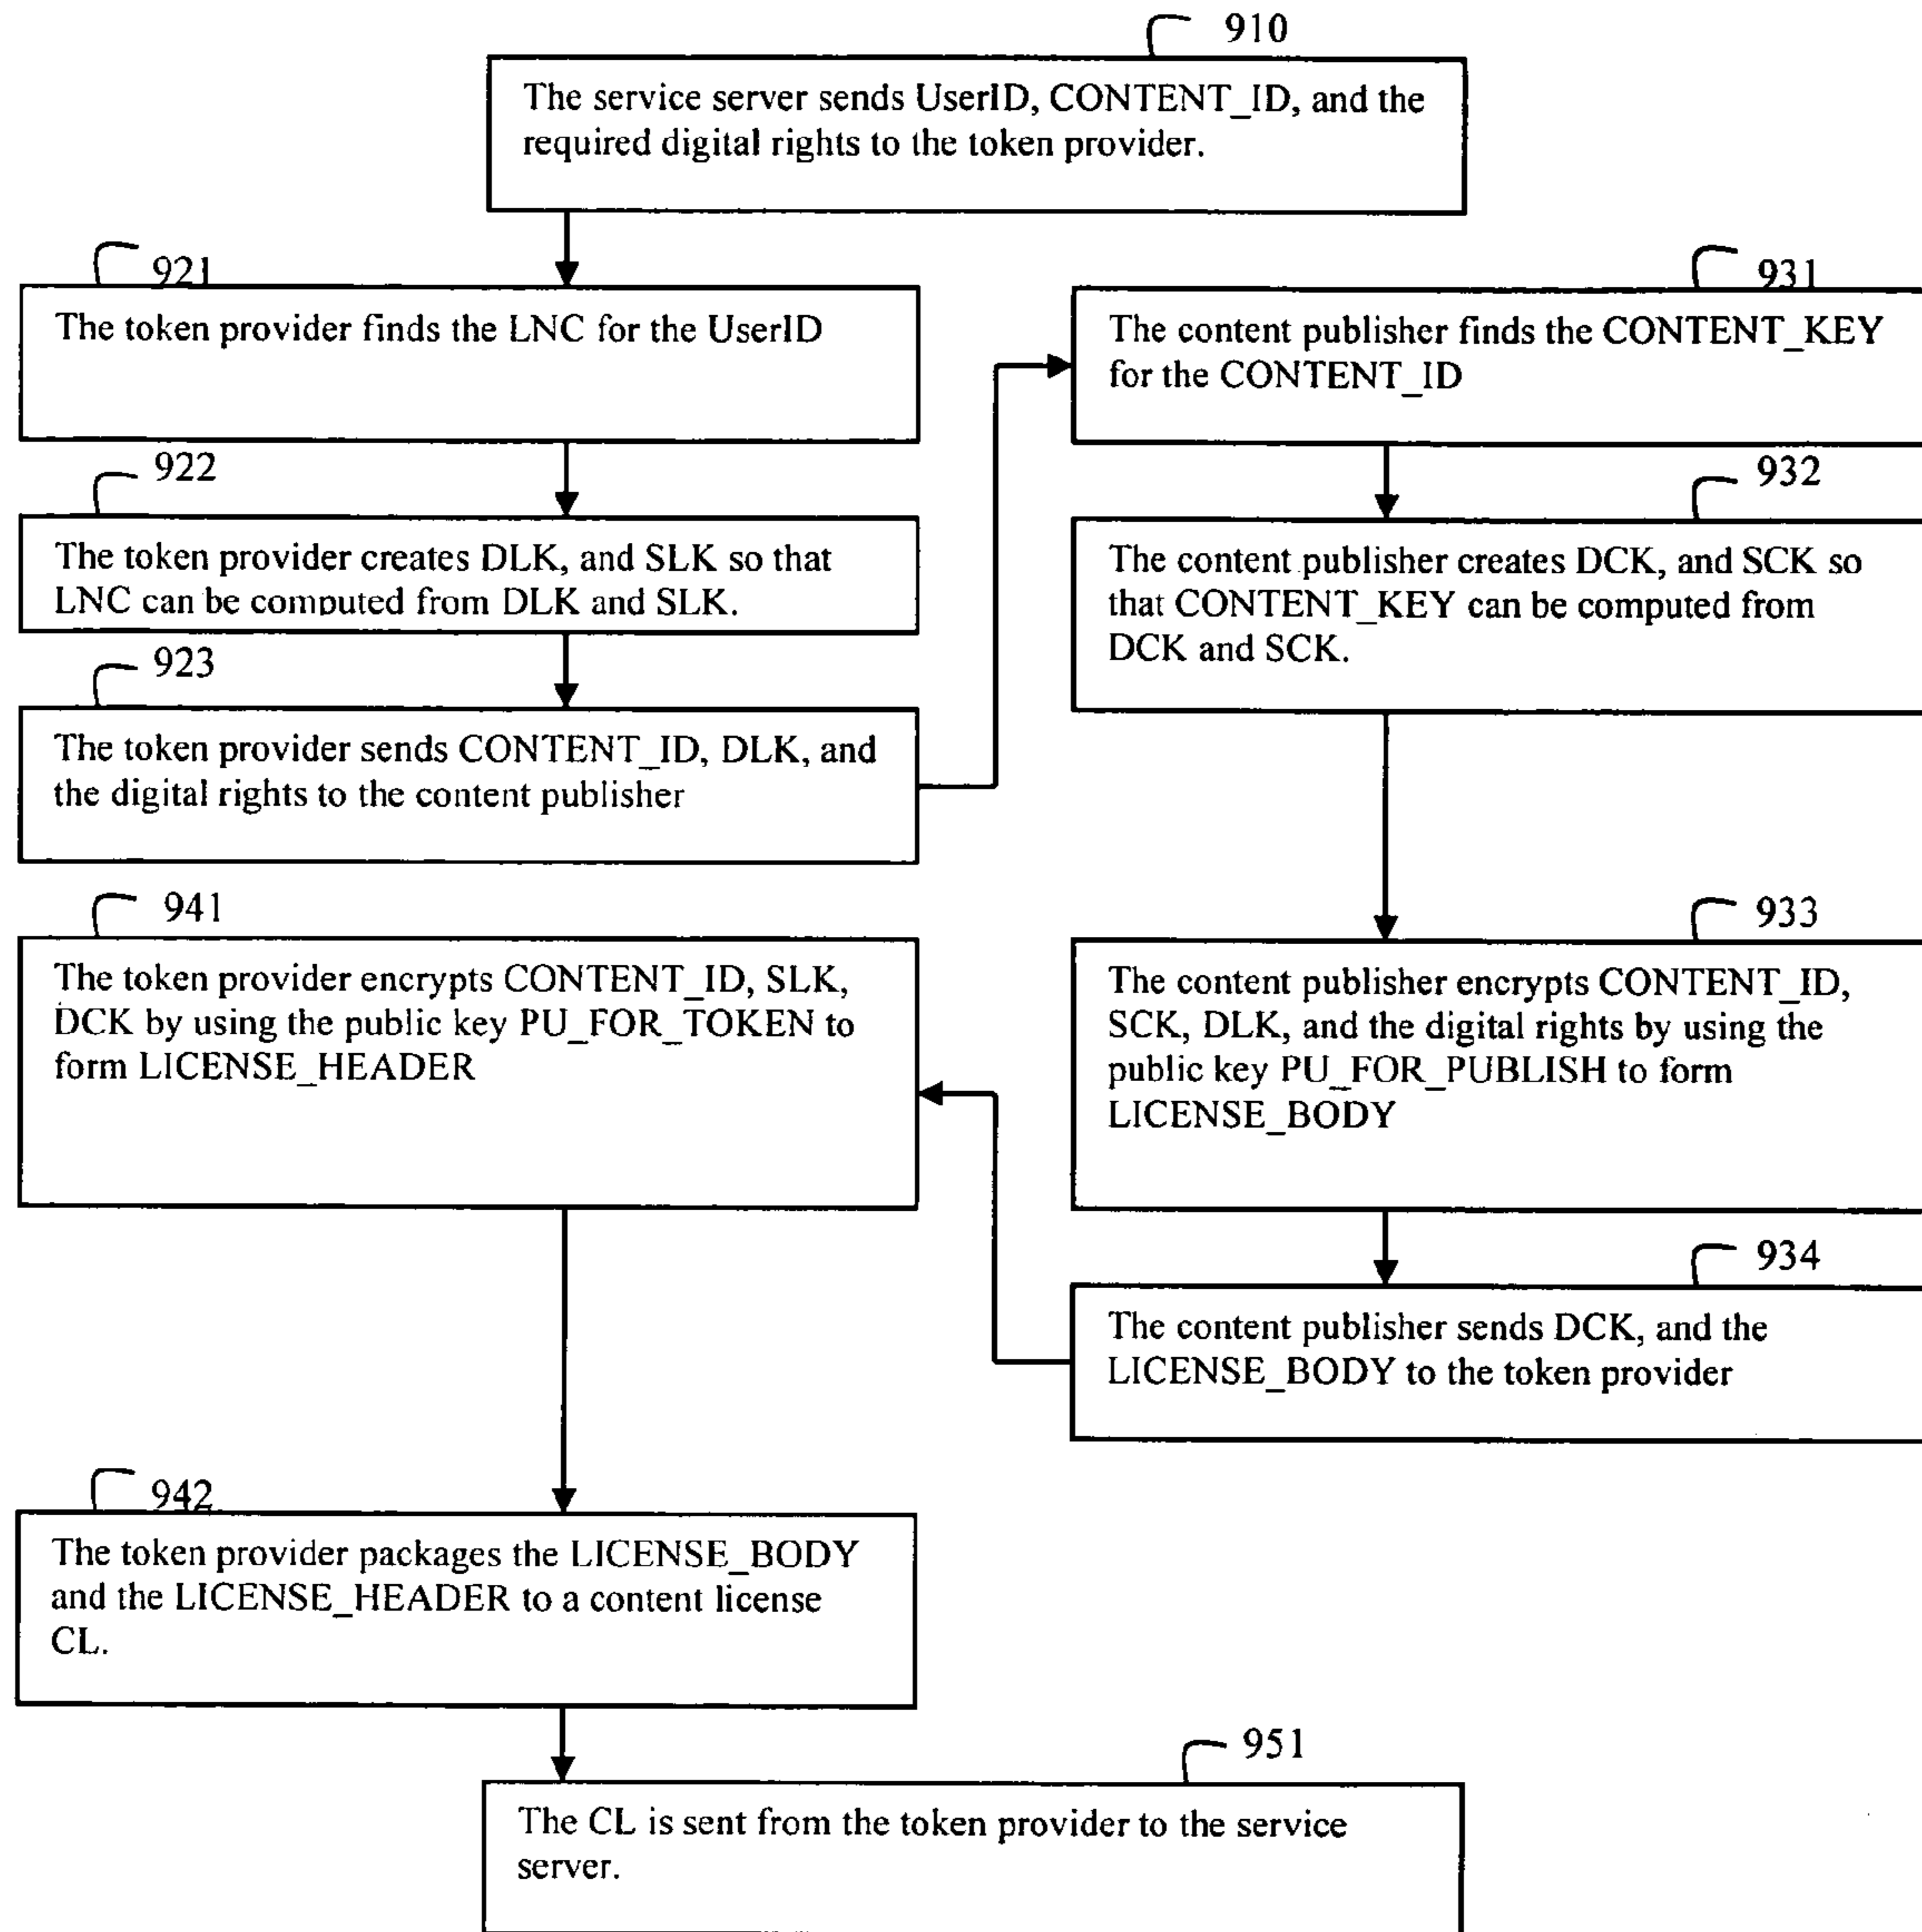 910
The service server sends UserID, CONTENT_ID, and the
required digital rights to the token provider.
921
The token provider finds the LNC for the UserID
922
The token provider creates DLK, and SLK so that
LNC can be computed from DLK and SLK.
923
The token provider sends CONTENT_ID, DLK, and
the digital rights to the content publisher
931
The content publisher finds the CONTENT_KEY
for the CONTENT_ID
932
The content publisher creates DCK, and SCK so
that CONTENT_KEY can be computed from
DCK and SCK.
933
The content publisher encrypts CONTENT_ID,
SCK, DLK, and the digital rights by using the
public key PU_FOR_PUBLISH to form
LICENSE_BODY
934
The content publisher sends DCK, and the
LICENSE_BODY to the token provider
941
The token provider encrypts CONTENT_ID, SLK,
DCK by using the public key PU_FOR_TOKEN to
form LICENSE_HEADER
942
The token provider packages the LICENSE_BODY
and the LICENSE_HEADER to a content license
CL.
951
The CL is sent from the token provider to the service
server.